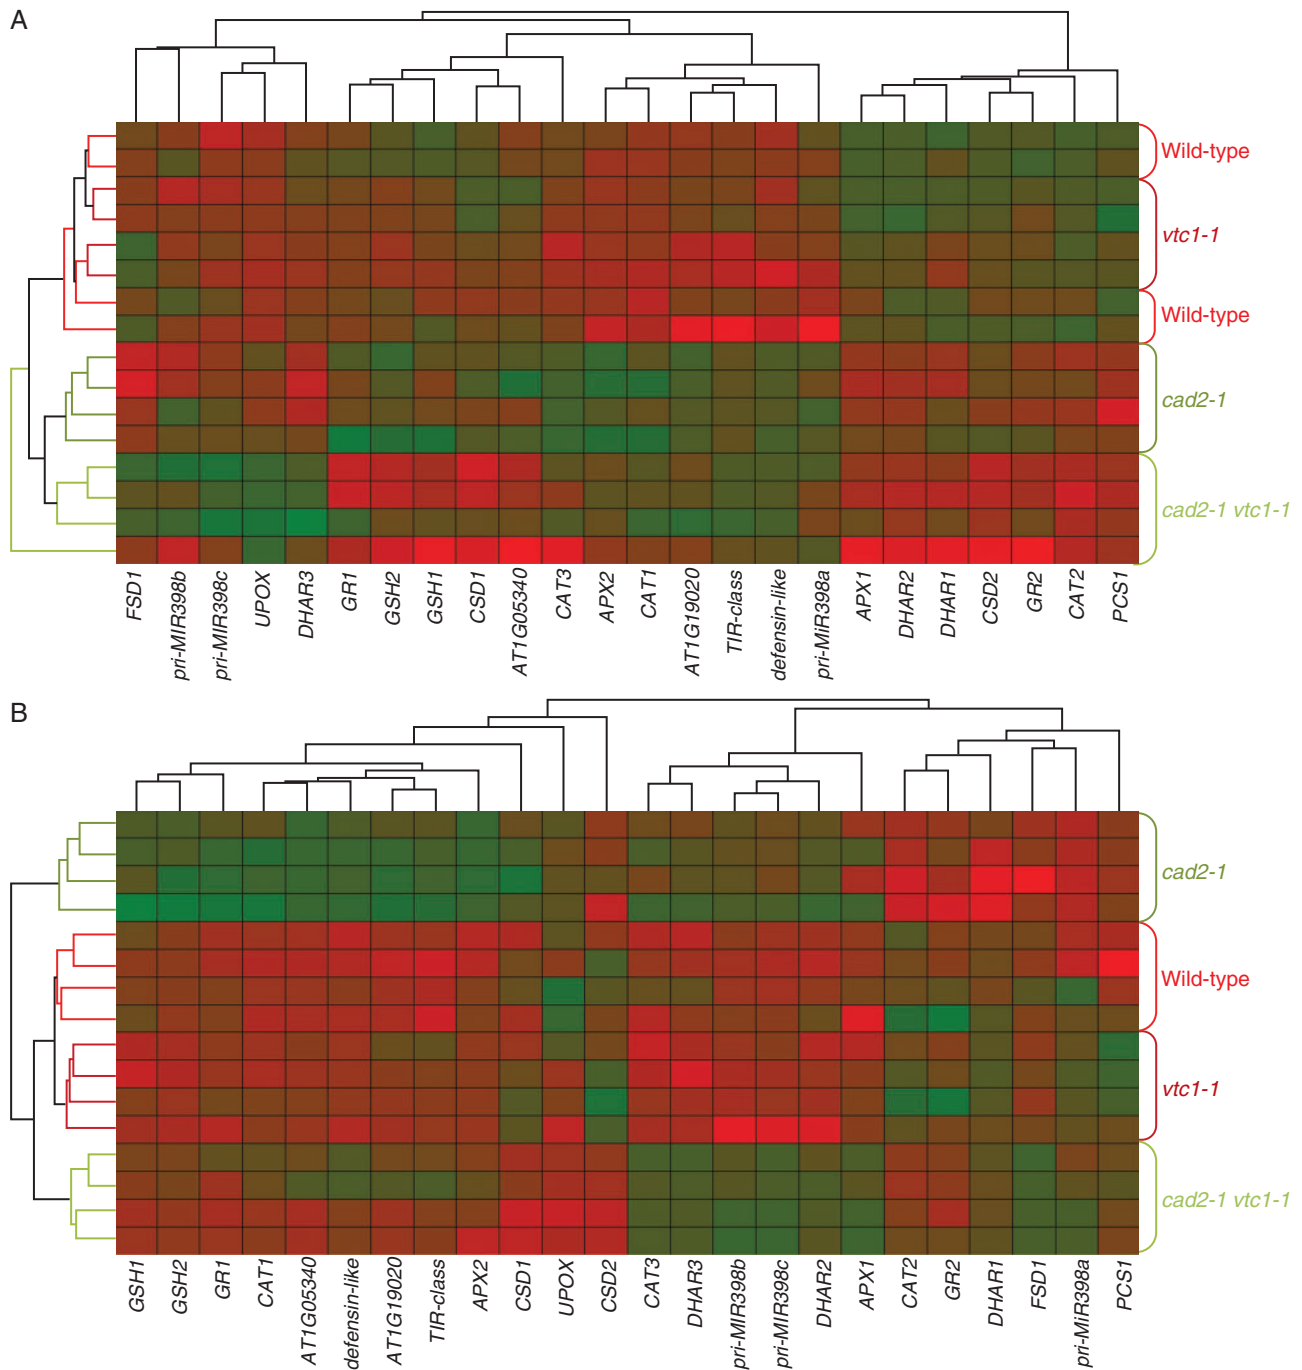 A
Wild-type
vtc1-1
Wild-type
cad2-1
cad2-1 vtc1-1
FSD1
pri-MIR398b
pri-MIR398c
UPOX
DHAR3
GR1
GSH2
GSH1
CSD1
AT1G05340
CAT3
APX2
CAT1
AT1G19020
TIR-class
defensin-like
pri-MiR398a
APX1
DHAR2
DHAR1
CSD2
GR2
CAT2
PCS1
B
cad2-1
Wild-type
vtc1-1
cad2-1 vtc1-1
GSH1
GSH2
GR1
CAT1
AT1G05340
defensin-like
AT1G19020
TIR-class
APX2
CSD1
UPOX
CSD2
CAT3
DHAR3
pri-MIR398b
pri-MIR398c
DHAR2
APX1
CAT2
GR2
DHAR1
FSD1
pri-MiR398a
PCS1